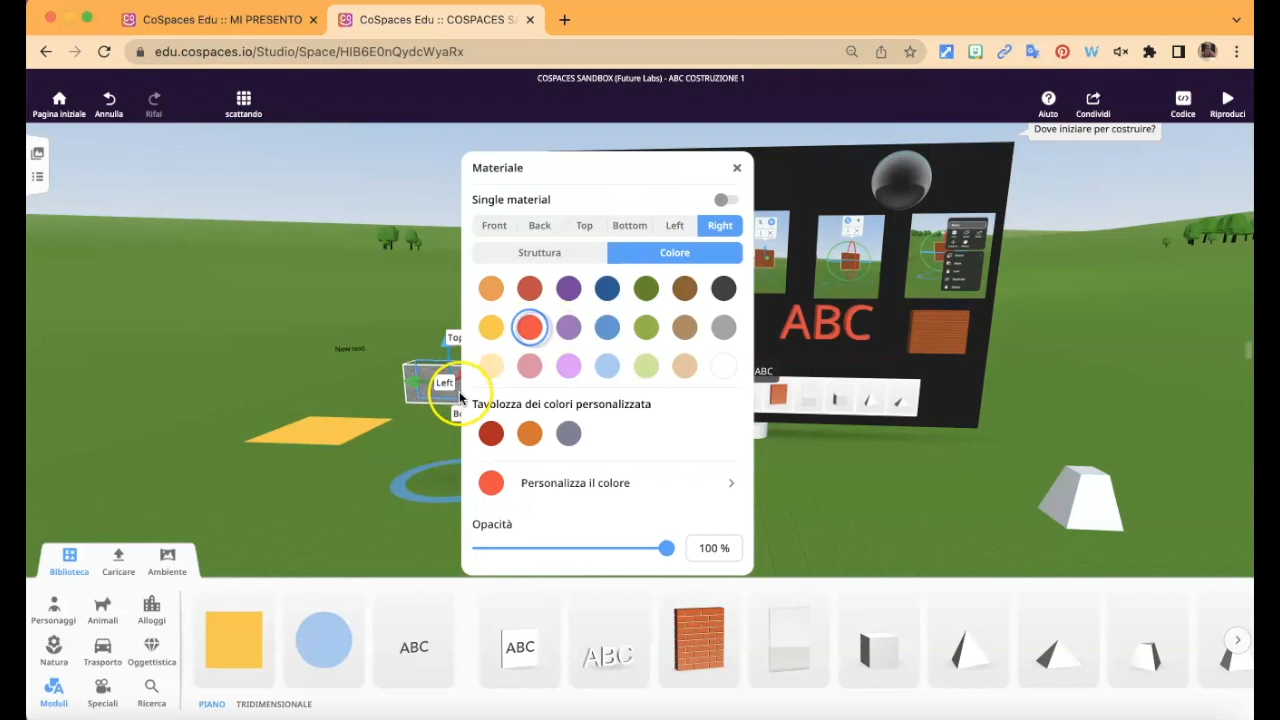 CoSpaces Edu :: MI PRESENTO
CoSpaces Edu :: COSPACES S
edu.cospaces.io/Studio/Space/HIB6E0nQydcWyaRx
COSPACES SANDBOX (Future Labs) - ABC COSTRUZIONE 1
Pagina iniziale
Annulla
Rifai
scattando
Aiuto
Condividi
Codice
Riproduci
Dove iniziare per costruire?
Materiale
Single material
Front Back Top Bottom Left Right
Struttura Colore
New text
Top
Left
ABC
ABC
Tavolozza dei colori personalizzata
Personalizza il colore
Opacità
100 %
Biblioteca Caricare Ambiente
Personaggi Animali Alloggi
Natura Trasporto Oggettistica
Moduli Speciali Ricerca
ABC
ABC
ABC
PIANO TRIDIMENSIONALE